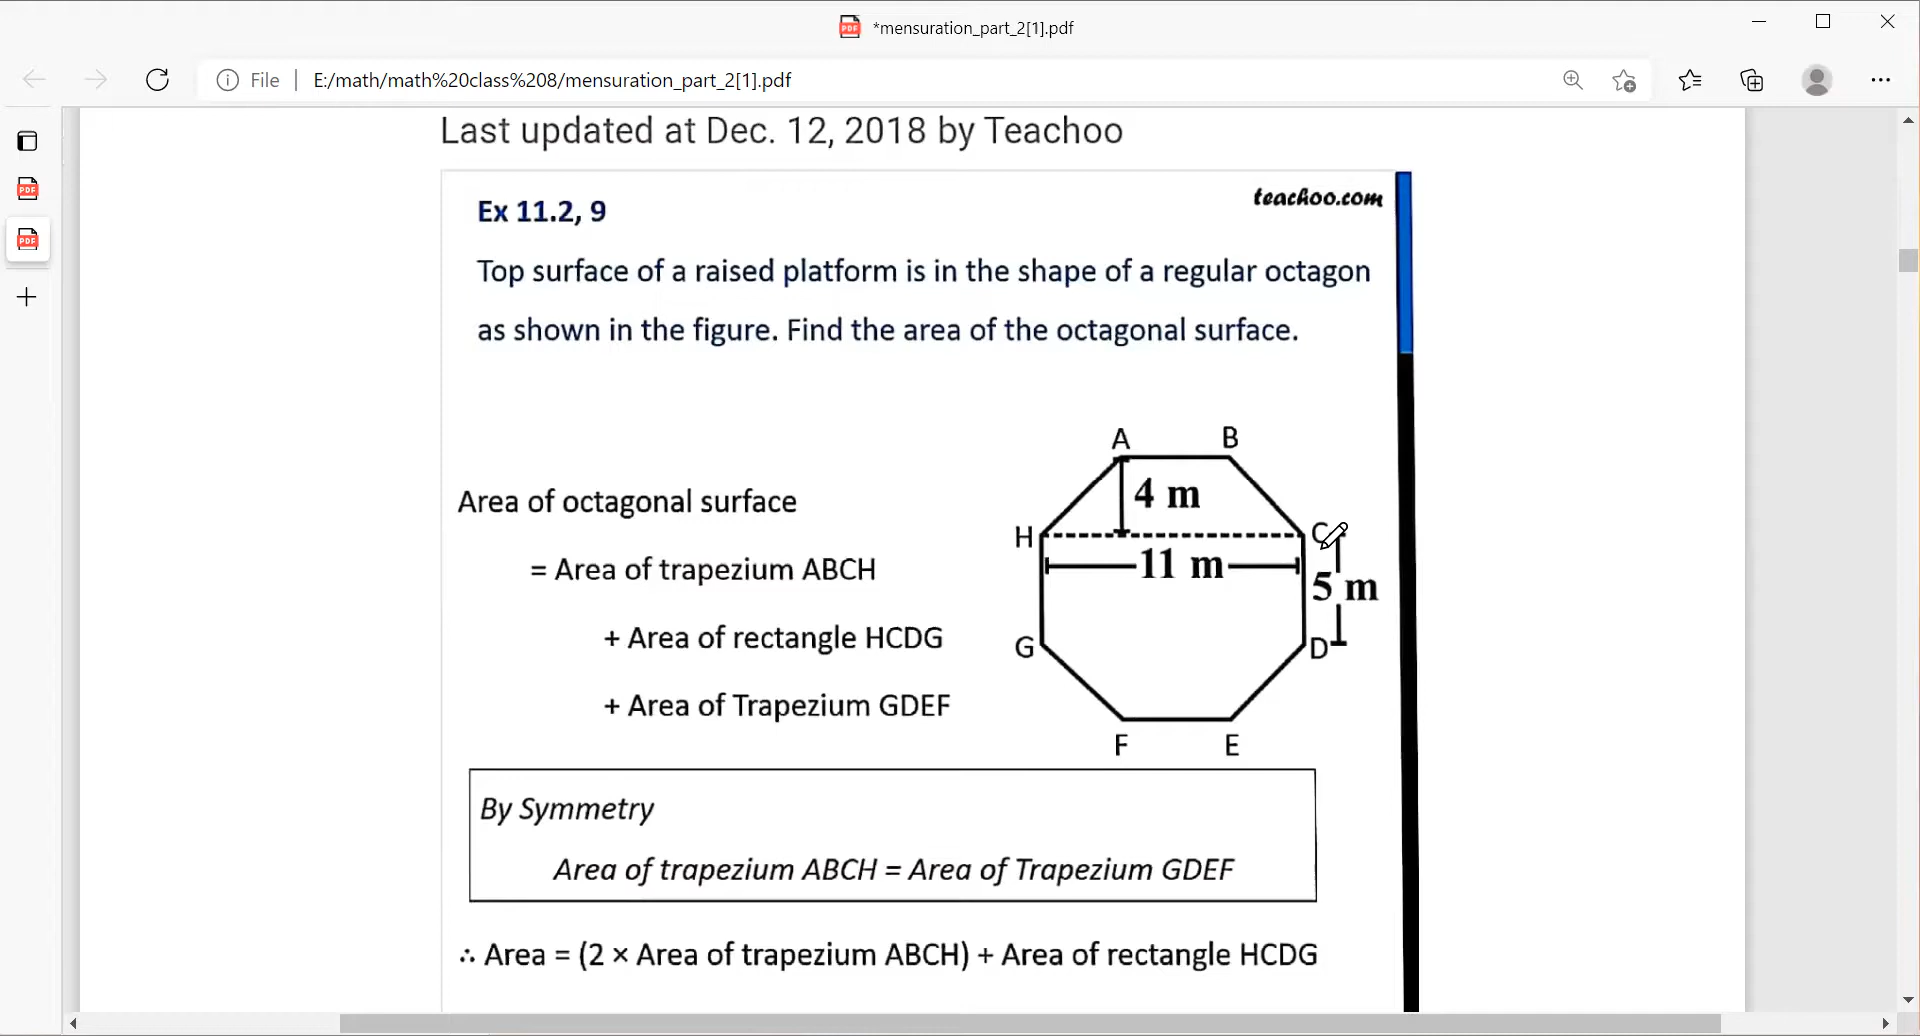 *mensuration_part_2[1].pdf
File | E:/math/math%20class%208/mensuration_part_2[1].pdf
Last updated at Dec. 12, 2018 by Teachoo
teachoo.com
Ex 11.2, 9
Top surface of a raised platform is in the shape of a regular octagon
as shown in the figure. Find the area of the octagonal surface.
A B
4 m
Area of octagonal surface
H C
= Area of trapezium ABCH
11 m
5 m
+ Area of rectangle HCDG
G D
+ Area of Trapezium GDEF
F E
By Symmetry
Area of trapezium ABCH = Area of Trapezium GDEF
∴ Area = (2 × Area of trapezium ABCH) + Area of rectangle HCDG